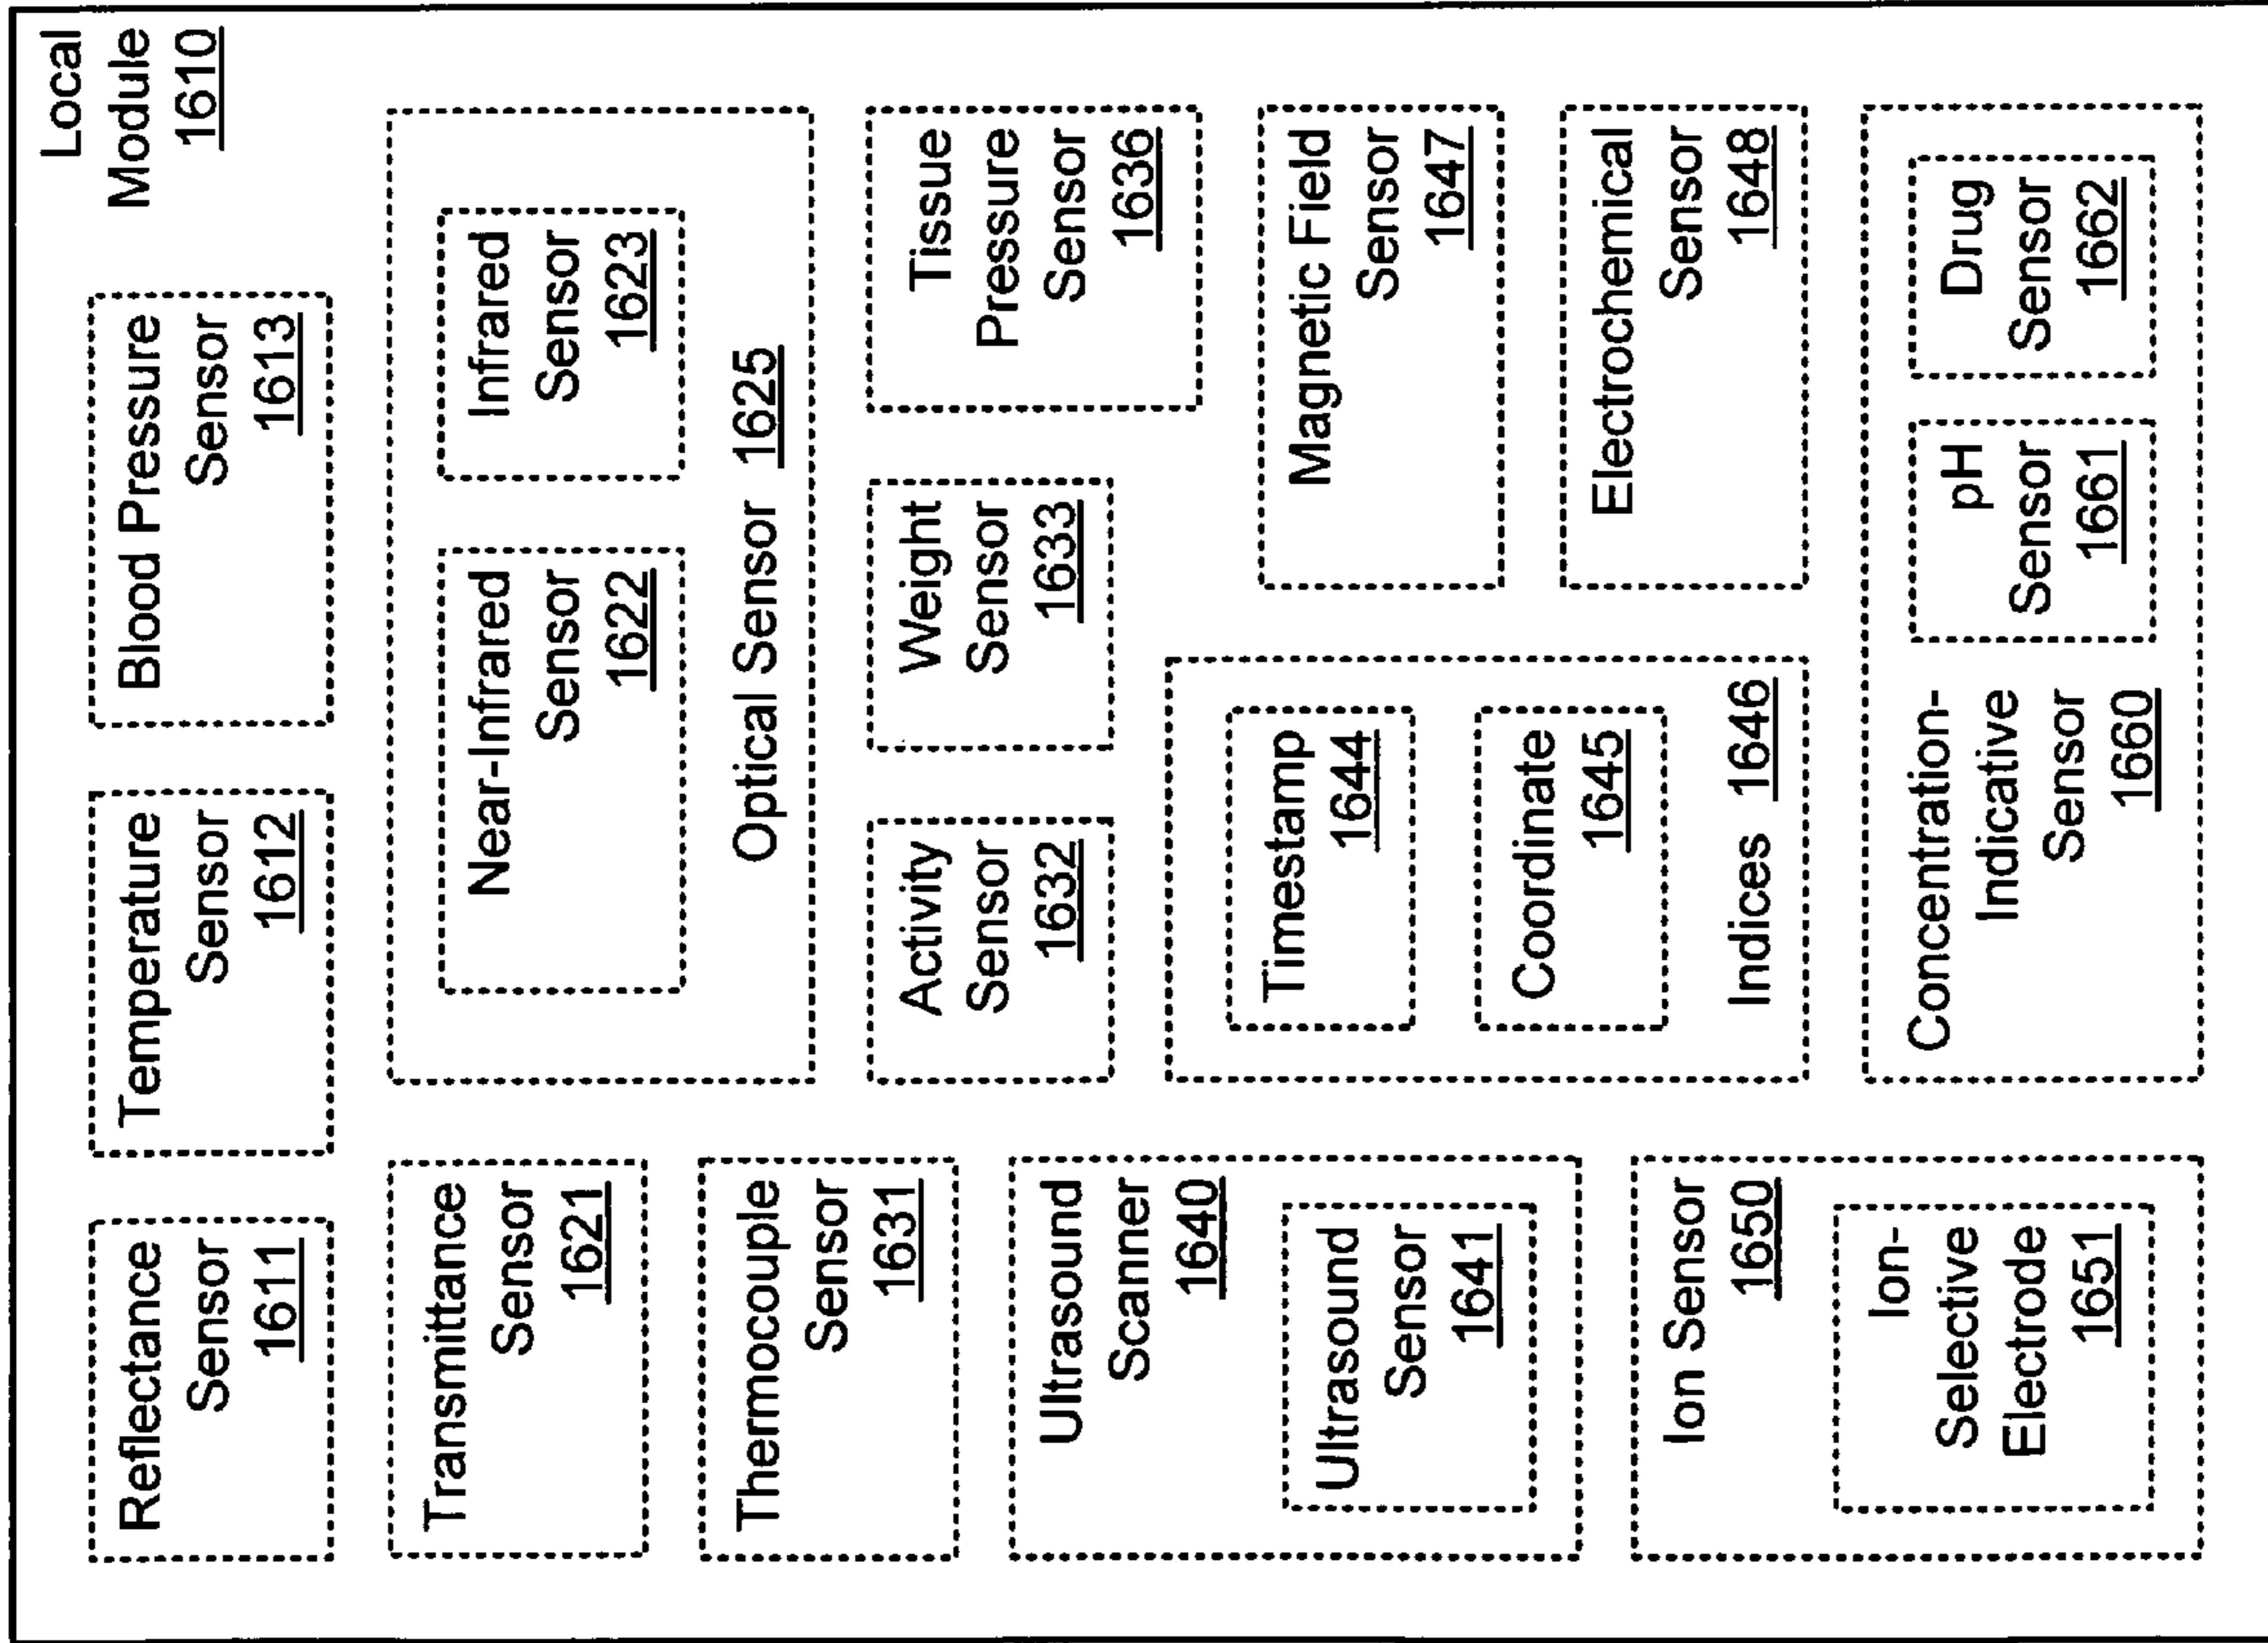 Local
Module
1610
Reflectance
Sensor
1611
Temperature
Sensor
1612
Blood Pressure
Sensor
1613
Transmittance
Sensor
1621
Near-Infrared
Sensor
1622
Infrared
Sensor
1623
Optical Sensor 1625
Thermocouple
Sensor
1631
Activity
Sensor
1632
Weight
Sensor
1633
Tissue
Pressure
Sensor
1636
Ultrasound
Scanner
1640
Ultrasound
Sensor
1641
Timestamp
1644
Coordinate
1645
Indices 1646
Magnetic Field
Sensor
1647
Electrochemical
Sensor
1648
Ion Sensor
1650
Ion-
Selective
Electrode
1651
Concentration-
Indicative
Sensor
1660
pH
Sensor
1661
Drug
Sensor
1662